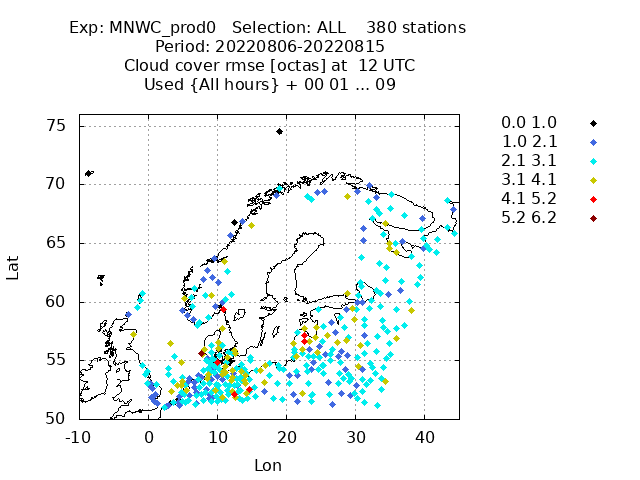 Exp: MNWC_prod0   Selection: ALL    380 stations
Period: 20220806-20220815
Cloud cover rmse [octas] at  12 UTC
Used {All hours} + 00 01 ... 09
0.0 1.0
1.0 2.1
2.1 3.1
3.1 4.1
4.1 5.2
5.2 6.2
75
70
65
60
55
50
Lat
-10 0 10 20 30 40
Lon